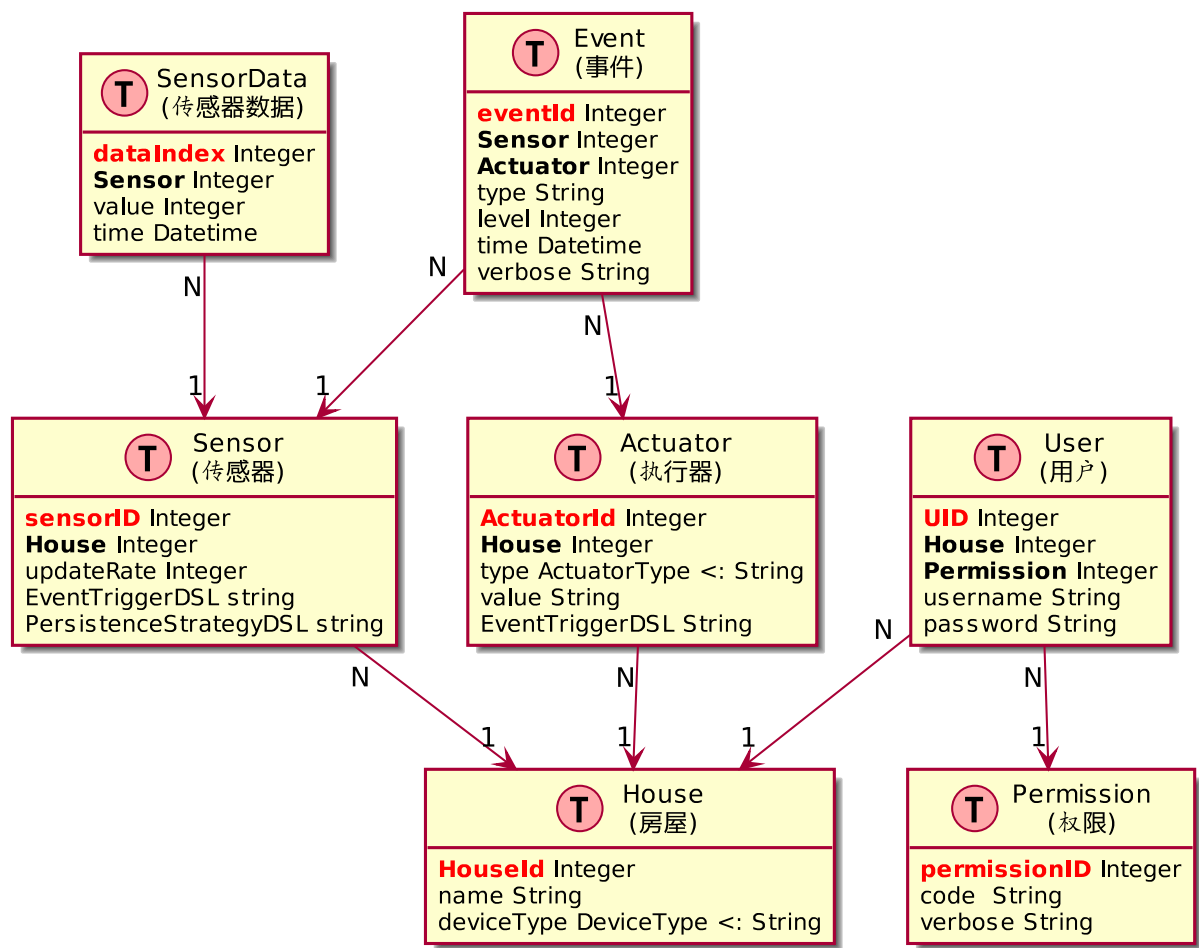 T
SensorData
(传感器数据)
dataIndex Integer
Sensor Integer
value Integer
time Datetime
T
Event
(事件)
eventId Integer
Sensor Integer
Actuator Integer
type String
level Integer
time Datetime
verbose String
N
1
N
1
N
1
T
Sensor
(传感器)
sensorID Integer
House Integer
updateRate Integer
EventTriggerDSL string
PersistenceStrategyDSL string
T
Actuator
(执行器)
ActuatorId Integer
House Integer
type ActuatorType <: String
value String
EventTriggerDSL String
T
User
(用户)
UID Integer
House Integer
Permission Integer
username String
password String
N
1
N
1
N
1
N
1
T
House
(房屋)
HouseId Integer
name String
deviceType DeviceType <: String
T
Permission
(权限)
permissionID Integer
code  String
verbose String